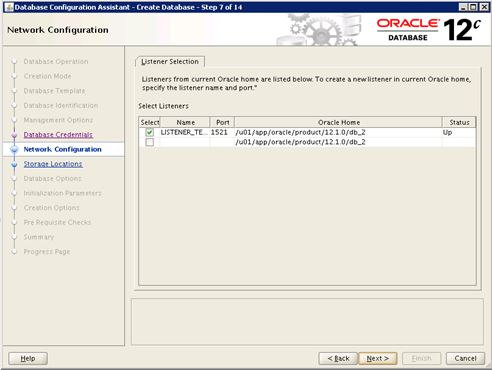 Database Configuration Assistant - Create Database - Step 7 of 14
Network Configuration
ORACLE
DATABASE 12c
Database Operation
Creation Mode
Database Template
Database Identification
Management Options
Database Credentials
Network Configuration
Storage Locations
Database Options
Initialization Parameters
Creation Options
Pre Requisite Checks
Summary
Progress Page
Listener Selection
Listeners from current Oracle home are listed below. To create a new listener in current Oracle home,
specify the listener name and port."
Select Listeners
Select Name Port Oracle Home Status
LISTENER_TE... 1521 /u01/app/oracle/product/12.1.0/db_2 Up
/u01/app/oracle/product/12.1.0/db_2
Help < Back Next > Finish Cancel